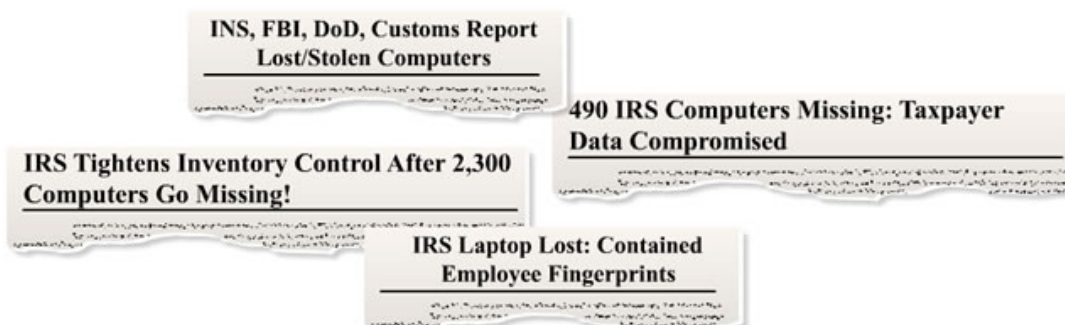 INS, FBI, DoD, Customs Report
Lost/Stolen Computers
490 IRS Computers Missing: Taxpayer
Data Compromised
IRS Tightens Inventory Control After 2,300
Computers Go Missing!
IRS Laptop Lost: Contained
Employee Fingerprints